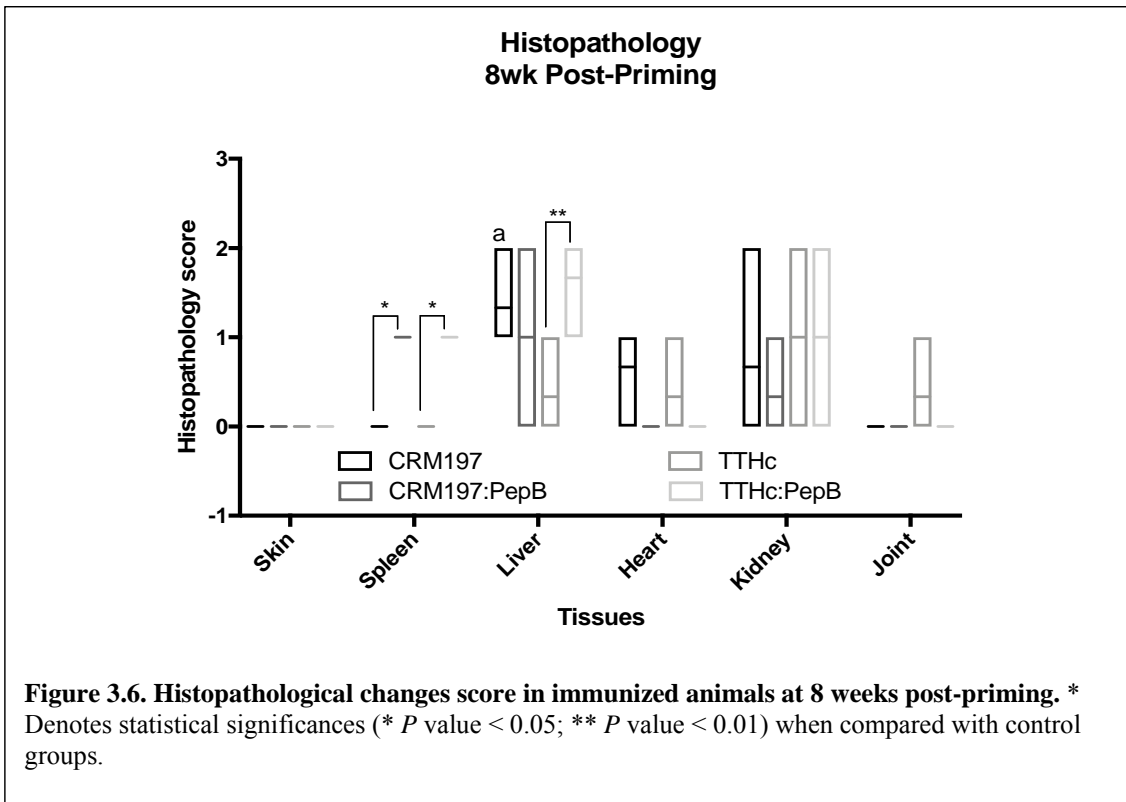 Histopathology
8wk Post-Priming
Histopathology score
3
2
1
0
-1
*
*
a
**
CRM197
CRM197:PepB
TTHc
TTHc:PepB
Skin
Spleen
Liver
Heart
Kidney
Joint
Tissues
Figure 3.6. Histopathological changes score in immunized animals at 8 weeks post-priming. *
Denotes statistical significances (* P value < 0.05; ** P value < 0.01) when compared with control
groups.